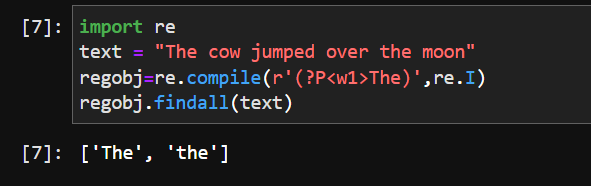 [7]: import re
text = "The cow jumped over the moon"
regobj=re.compile(r'(?P<w1>The)',re.I)
regobj.findall(text)
[7]: ['The', 'the']